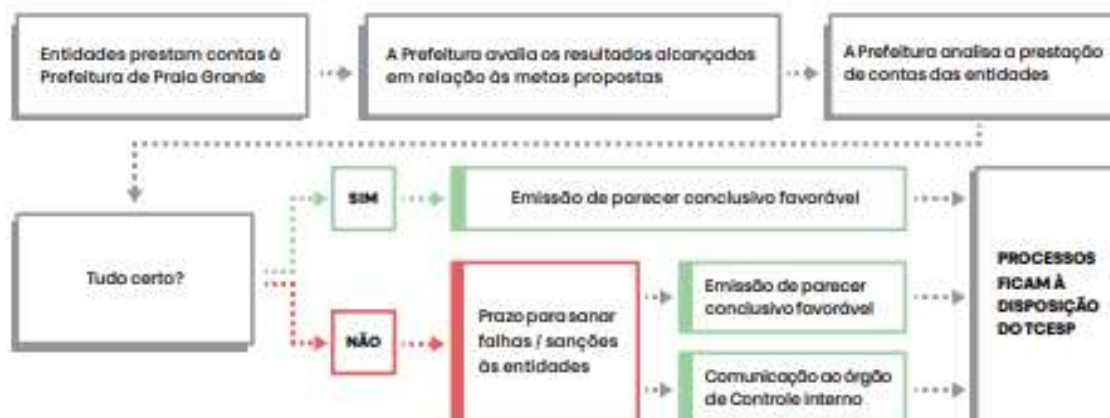 Entidades prestam contas à
Prefeitura de Praia Grande
A Prefeitura avalia os resultados alcançados
em relação às metas propostas
A Prefeitura analisa a prestação
de contas das entidades
Tudo certo?
SIM
Emissão de parecer conclusivo favorável
NÃO
Prazo para sanar
falhas / sanções
às entidades
Emissão de parecer
conclusivo favorável
Comunicação ao órgão
de Controle interno
PROCESSOS
FICAM À
DISPOSIÇÃO
DO TCESP